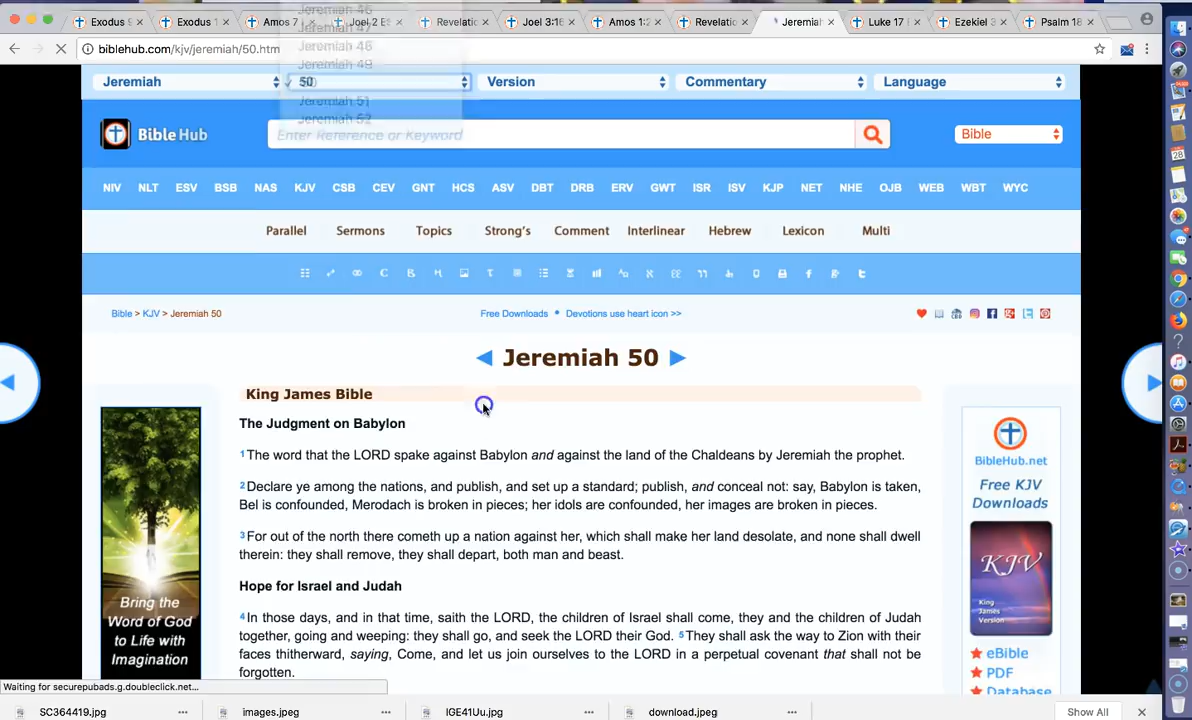 Exodus 9
Exodus 1
Amos 7
Joel 2 E
Revelatio
Joel 3:16
Amos 1:2
Revelatio
Jeremiah
Luke 17
Ezekiel 3
Psalm 18
biblehub.com/kjv/jeremiah/50.htm
Jeremiah 46
Jeremiah 47
Jeremiah 48
Jeremiah 49
Jeremiah
50
Version
Commentary
Language
Jeremiah 51
Jeremiah 52
BibleHub
Enter Reference or Keyword
Bible
NIV NLT ESV BSB NAS KJV CSB CEV GNT HCS ASV DBT DRB ERV GWT ISR ISV KJP NET NHE OJB WEB WBT WYC
Parallel Sermons Topics Strong's Comment Interlinear Hebrew Lexicon Multi
Bible > KJV > Jeremiah 50
Free Downloads • Devotions use heart icon >>
Jeremiah 50
King James Bible
The Judgment on Babylon
1The word that the LORD spake against Babylon and against the land of the Chaldeans by Jeremiah the prophet.
2Declare ye among the nations, and publish, and set up a standard; publish, and conceal not: say, Babylon is taken,
Bel is confounded, Merodach is broken in pieces; her idols are confounded, her images are broken in pieces.
3For out of the north there cometh up a nation against her, which shall make her land desolate, and none shall dwell
therein: they shall remove, they shall depart, both man and beast.
Hope for Israel and Judah
4In those days, and in that time, saith the LORD, the children of Israel shall come, they and the children of Judah
together, going and weeping: they shall go, and seek the LORD their God. 5They shall ask the way to Zion with their
faces thitherward, saying, Come, and let us join ourselves to the LORD in a perpetual covenant that shall not be
forgotten.
Bring the
Word of God
to Life with
Imagination
BibleHub.net
Free KJV
Downloads
KJV
King
James
Version
eBible
PDF
Database
Waiting for securepubads.g.doubleclick.net...
SC364419.jpg
images.jpeg
IGE41Uu.jpg
download.jpeg
Show All